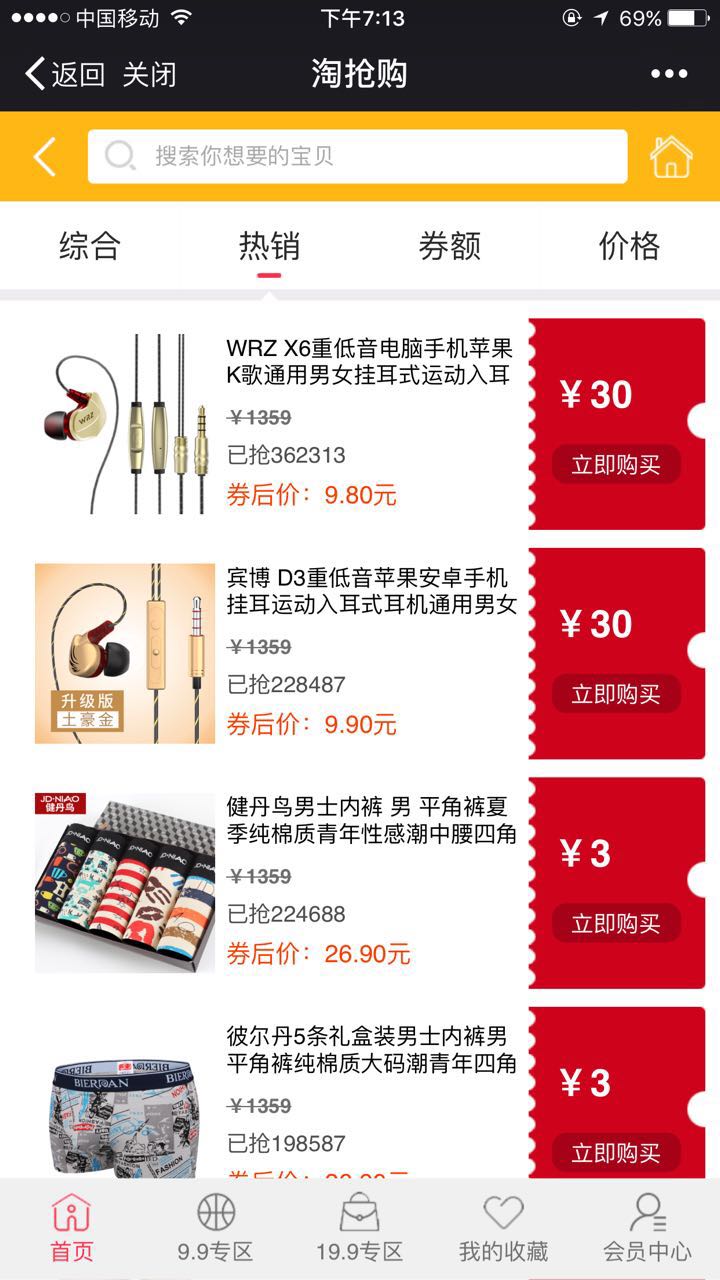 中国移动 下午7:13 69%
返回 关闭 淘抢购
搜索你想要的宝贝
综合 热销 券额 价格
WRZ X6重低音电脑手机苹果
K歌通用男女挂耳式运动入耳
￥1359
已抢362313
券后价：9.80元
￥30
立即购买
WRZ
宾博 D3重低音苹果安卓手机
挂耳运动入耳式耳机通用男女
￥1359
已抢228487
券后价：9.90元
￥30
立即购买
升级版
土豪金
健丹鸟男士内裤 男 平角裤夏
季纯棉质青年性感潮中腰四角
￥1359
已抢224688
券后价：26.90元
￥3
立即购买
JD·NIAO
健丹鸟
彼尔丹5条礼盒装男士内裤男
平角裤纯棉质大码潮青年四角
￥1359
已抢198587
￥3
立即购买
BIERDAN
FASHION
首页 9.9专区 19.9专区 我的收藏 会员中心